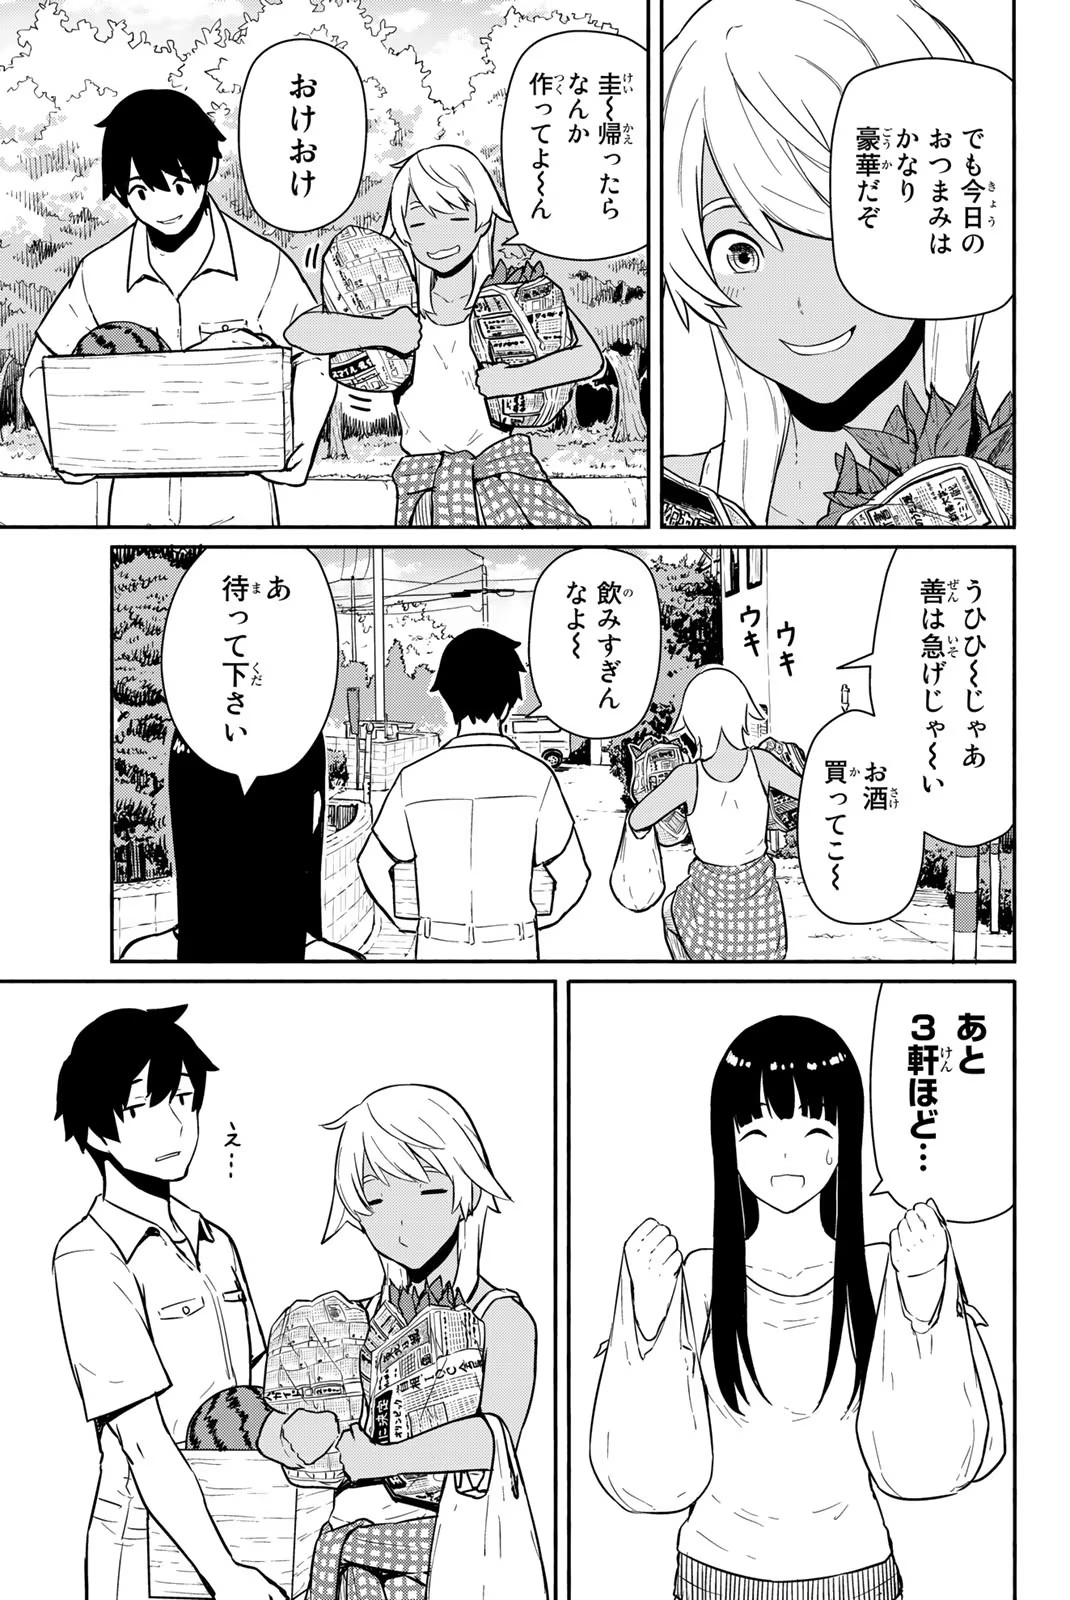 でも今日の
おつまみは
かなり
豪華だぞ
圭〜帰ったら
なんか
作ってよ〜ん
おけおけ
うひひ〜じゃあ
善は急げじゃ〜い
お酒
買ってこ〜
ウキ
ウキ
飲みすぎん
なよ〜
あ
待って下さい
あと
3軒ほど…
え…